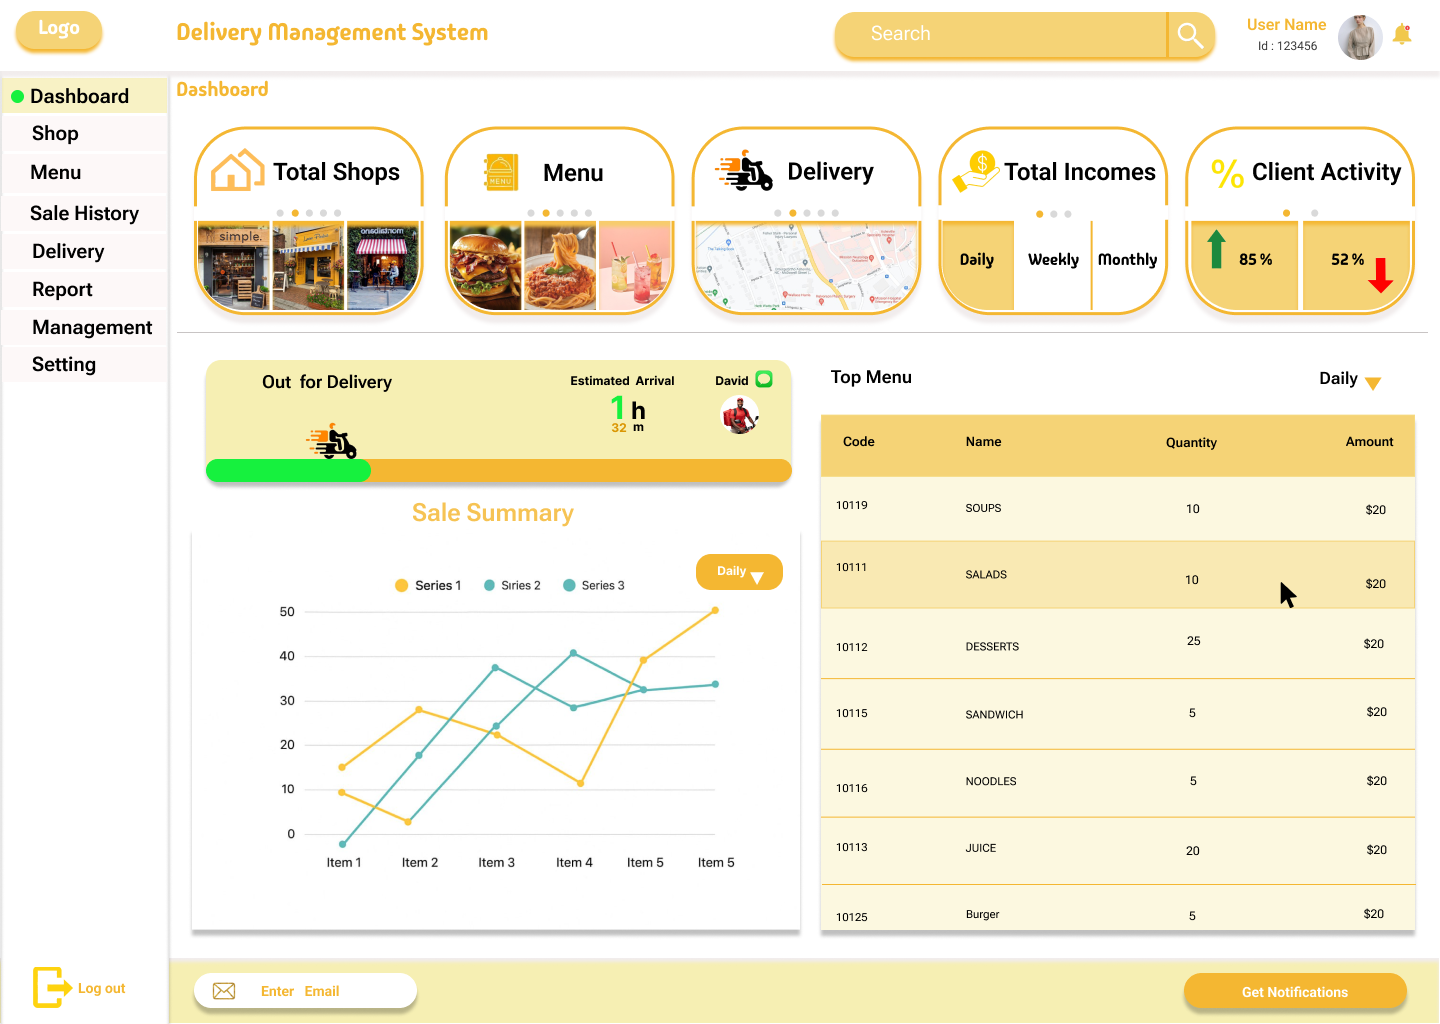 Logo
Delivery Management System
Search
User Name
Id : 123456
Dashboard
Shop
Menu
Sale History
Delivery
Report
Management
Setting
Log out
Dashboard
Total Shops
Menu
Delivery
Total Incomes
% Client Activity
simple.
MENU
Daily
Weekly
Monthly
85 %
52 %
Out for Delivery
Estimated Arrival
1 h
32 m
David
Sale Summary
Daily
Series 1
Sıries 2
Series 3
50
40
30
20
10
0
Item 1 Item 2 Item 3 Item 4 Item 5 Item 5
Top Menu
Daily
Code Name Quantity Amount
10119 SOUPS 10 $20
10111 SALADS 10 $20
10112 DESSERTS 25 $20
10115 SANDWICH 5 $20
10116 NOODLES 5 $20
10113 JUICE 20 $20
10125 Burger 5 $20
Enter Email
Get Notifications